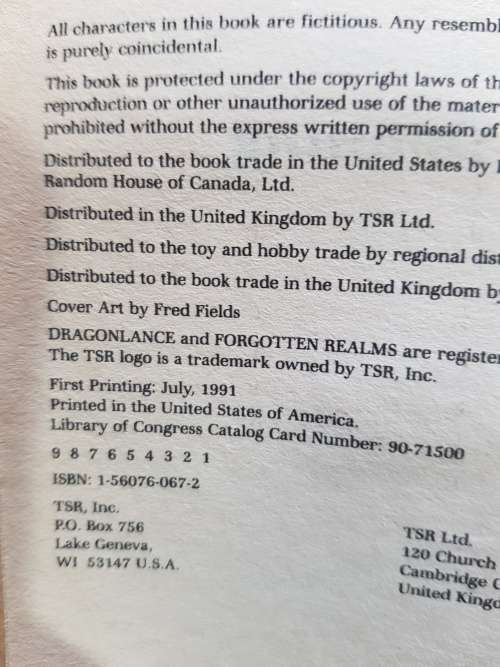 All characters in this book are fictitious. Any
is purely coincidental.
This book is protected under the copyright laws of
reproduction or other unauthorized use of the
prohibited without the express written permission of
Distributed to the book trade in the United States by
Random House of Canada, Ltd.
Distributed in the United Kingdom by TSR Ltd.
Distributed to the toy and hobby trade by regional
Distributed to the book trade in the United Kingdom
Cover Art by Fred Fields
DRAGONLANCE and FORGOTTEN REALMS are
The TSR logo is a trademark owned by TSR, Inc.
First Printing: July, 1991
Printed in the United States of America.
Library of Congress Catalog Card Number: 90-71500
9 8 7 6 5 4 3 2 1
ISBN: 1-56076-067-2
TSR, Inc.
P.O. Box 756
Lake Geneva,
WI 53147 U.S.A.
TSR Ltd.
120 Church
Cambridge
United